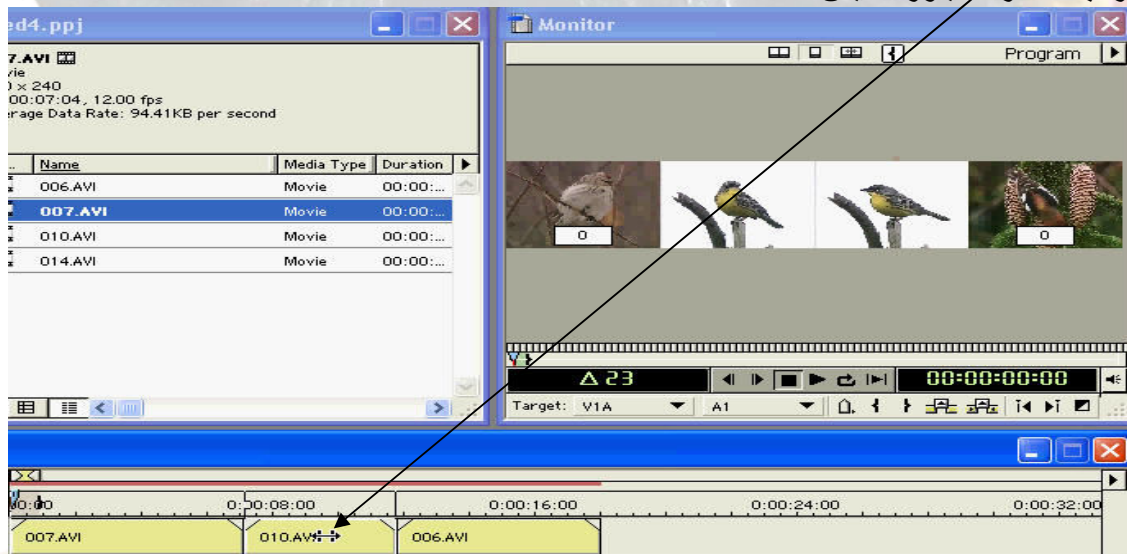 ed4.ppj
7.AVI
vie
0 x 240
00:07:04, 12.00 fps
erage Data Rate: 94.41KB per second
.. Name Media Type Duration
006.AVI Movie 00:00:...
007.AVI Movie 00:00:...
010.AVI Movie 00:00:...
014.AVI Movie 00:00:...
Monitor
Program
0 0
Δ 23 00:00:00:00
Target: V1A A1
00:00 0:00:08:00 0:00:16:00 0:00:24:00 0:00:32:00
007.AVI 010.AVI 006.AVI